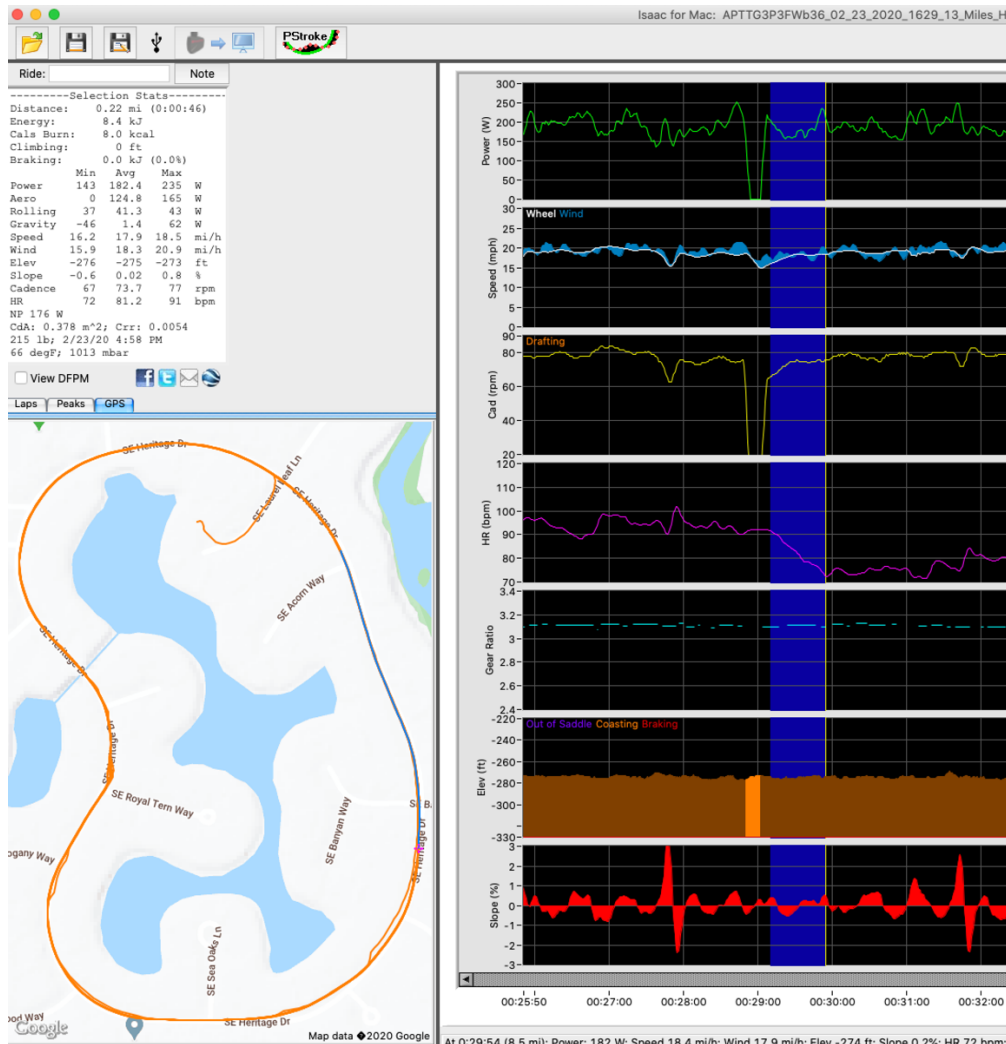 Isaac for Mac: APTTG3P3FWb36_02_23_2020_1629_13_Miles_H
PStroke
Ride:
Note
---------Selection Stats---------
Distance: 0.22 mi (0:00:46)
Energy: 8.4 kJ
Cals Burn: 8.0 kcal
Climbing: 0 ft
Braking: 0.0 kJ (0.0%)
Min Avg Max
Power 143 182.4 235 W
Aero 0 124.8 165 W
Rolling 37 41.3 43 W
Gravity -46 1.4 62 W
Speed 16.2 17.9 18.5 mi/h
Wind 15.9 18.3 20.9 mi/h
Elev -276 -275 -273 ft
Slope -0.6 0.02 0.8 %
Cadence 67 73.7 77 rpm
HR 72 81.2 91 bpm
NP 176 W
CdA: 0.378 m^2; Crr: 0.0054
215 lb; 2/23/20 4:58 PM
66 degF; 1013 mbar
View DFPM
Laps Peaks GPS
SE Heritage Dr
SE Laurel Leaf Ln
SE Heritage Dr
SE Acorn Way
SE Heritage Dr
SE Heritage Dr
SE Royal Tern Way
SE B
SE Banyan Way
SE Heritage Dr
ogany Way
SE Sea Oaks Ln
ood Way
SE Heritage Dr
Google
Map data �2020 Google
Power (W)
300
250
200
150
100
50
0
Speed (mph)
Wheel Wind
30
25
20
15
10
5
0
Cad (rpm)
Drafting
90
80
60
40
20
HR (bpm)
120
110
100
90
80
70
Gear Ratio
3.4
3.2
3
2.8
2.6
2.4
Elev (ft)
Out of Saddle Coasting Braking
-220
-240
-260
-280
-300
-330
Slope (%)
3
2
1
0
-1
-2
-3
00:25:50 00:27:00 00:28:00 00:29:00 00:30:00 00:31:00 00:32:00
At 0:29:54 (8.5 mi): Power: 182 W; Speed 18.4 mi/h; Wind 17.9 mi/h; Elev -274 ft; Slope 0.2%; HR 72 bpm;